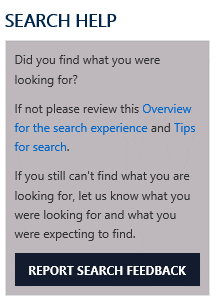 SEARCH HELP
Did you find what you were
looking for?
If not please review this Overview
for the search experience and Tips
for search.
If you still can't find what you are
looking for, let us know what you
were looking for and what you
were expecting to find.
REPORT SEARCH FEEDBACK